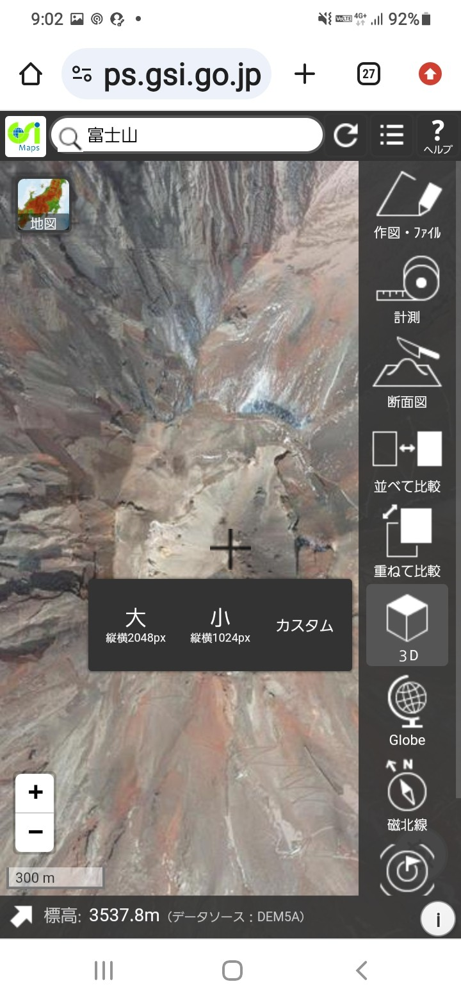 9:02
VoLTE 4G+ 92%
ps.gsi.go.jp
27
GSI
Maps
富士山
?
ヘルプ
地図
作図・ﾌｧｲﾙ
計測
断面図
並べて比較
重ねて比較
大
縦横2048px
小
縦横1024px
カスタム
3D
Globe
N
磁北線
+
−
300 m
標高: 3537.8m（データソース：DEM5A）
i